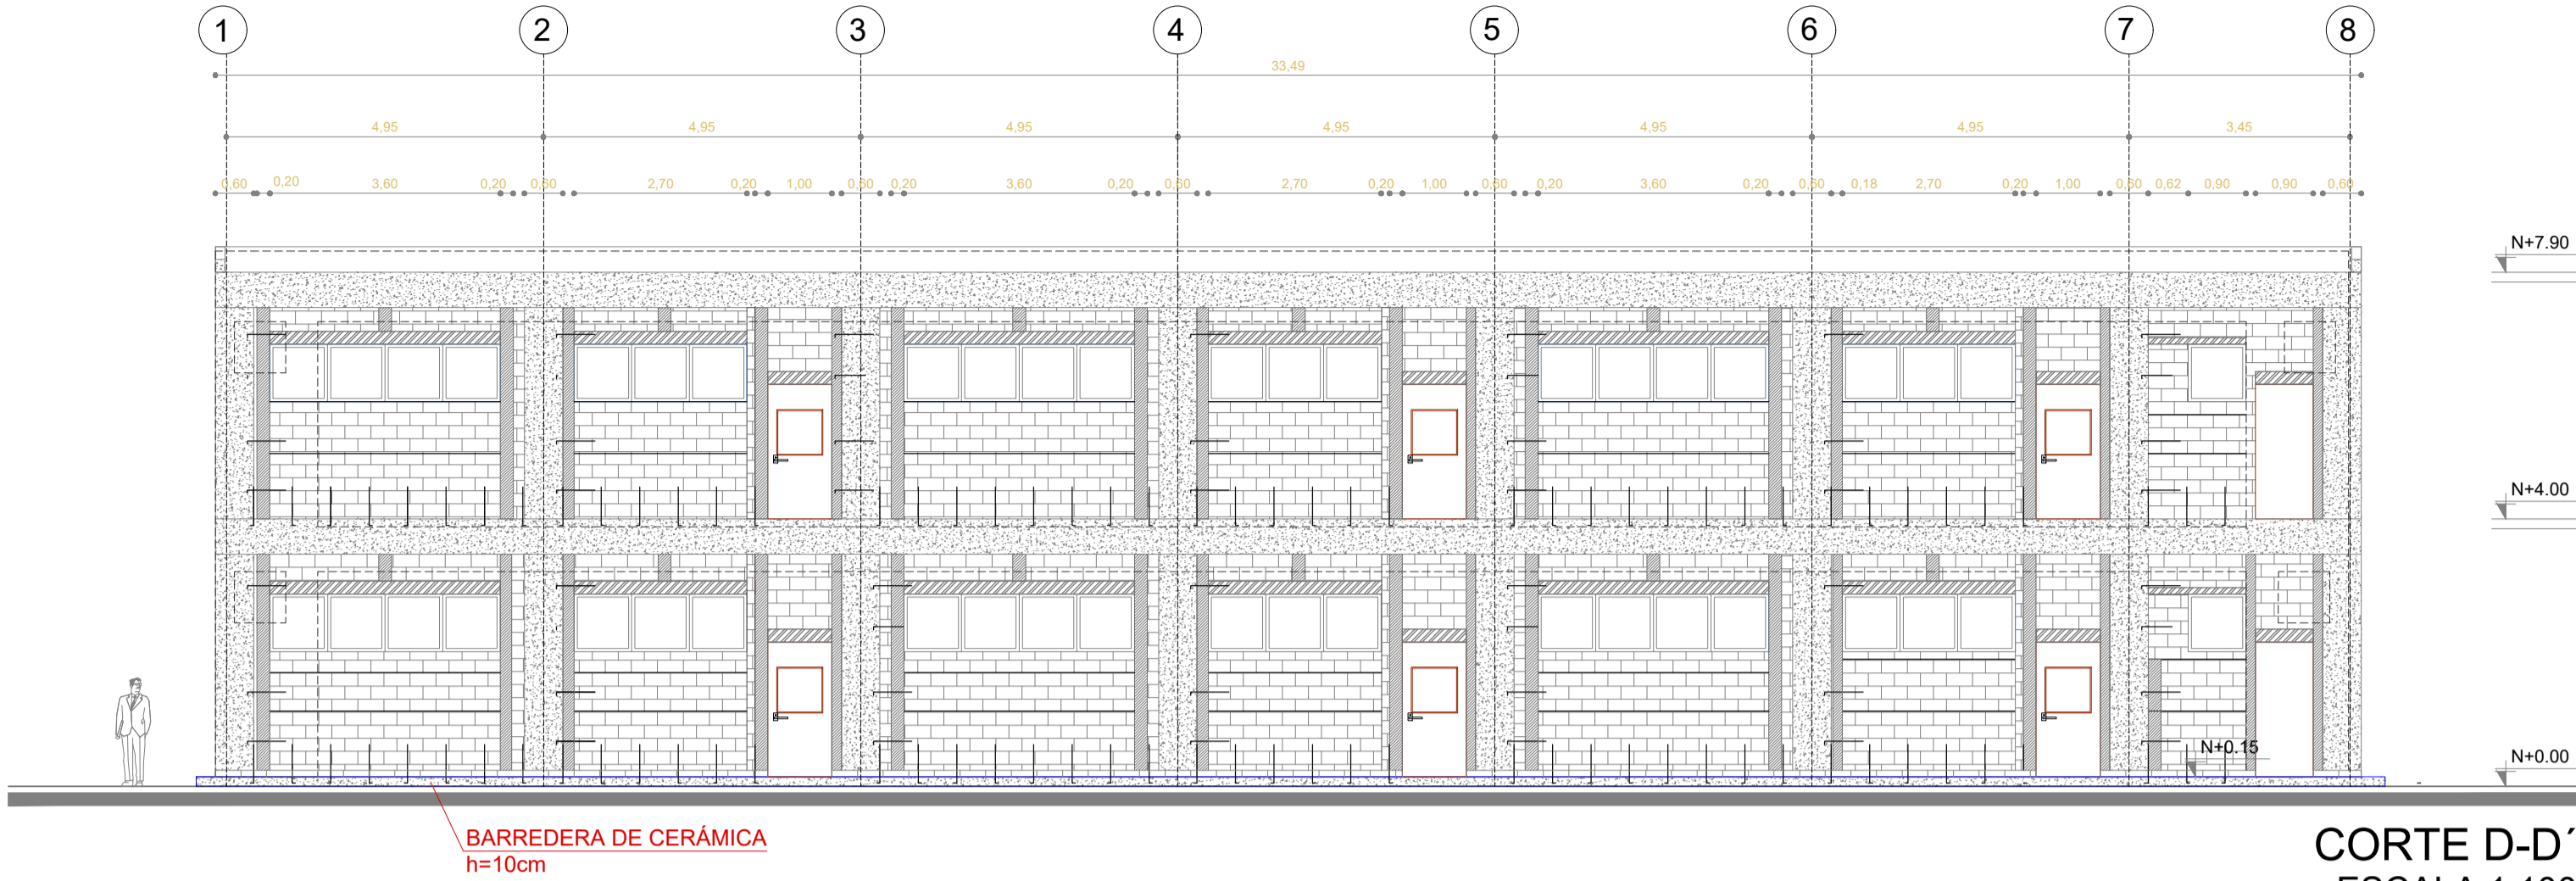 1 2 3 4 5 6 7 8
33,49
4,95 4,95 4,95 4,95 4,95 4,95 3,45
0,60 0,20 3,60 0,20 0,60 2,70 0,20 1,00 0,60 0,20 3,60 0,20 0,60 2,70 0,20 1,00 0,60 0,20 3,60 0,20 0,60 0,18 2,70 0,20 1,00 0,60 0,62 0,90 0,90 0,60
N+7.90
N+4.00
N+0.15
N+0.00
BARREDERA DE CERÁMICA
h=10cm
CORTE D-D´